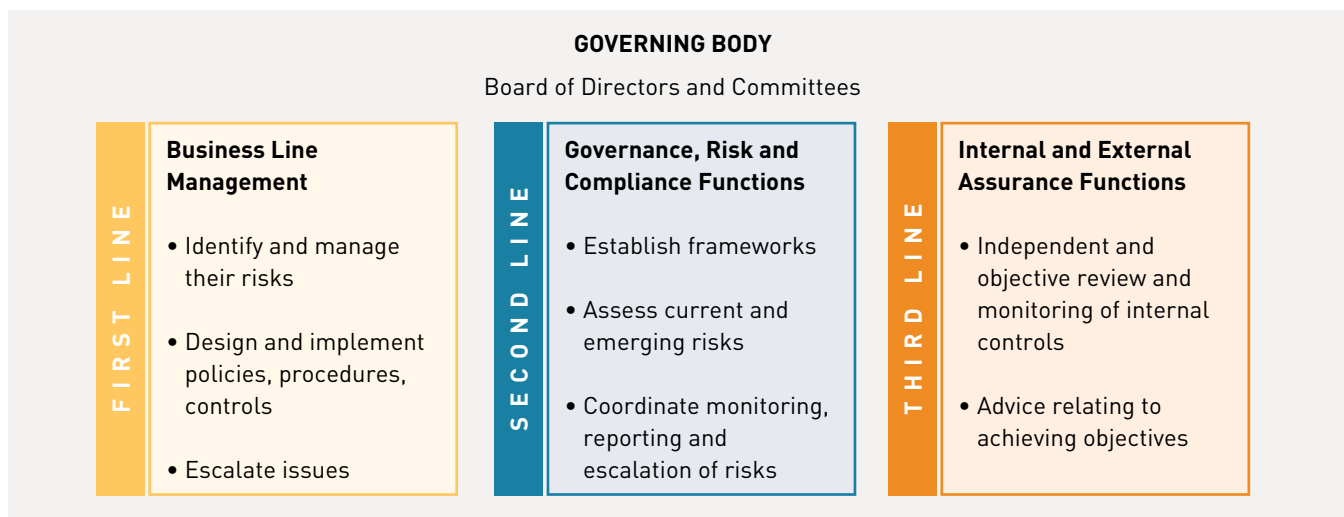 GOVERNING BODY
Board of Directors and Committees
FIRST LINE
Business Line
Management
• Identify and manage
their risks
• Design and implement
policies, procedures,
controls
• Escalate issues
SECOND LINE
Governance, Risk and
Compliance Functions
• Establish frameworks
• Assess current and
emerging risks
• Coordinate monitoring,
reporting and
escalation of risks
THIRD LINE
Internal and External
Assurance Functions
• Independent and
objective review and
monitoring of internal
controls
• Advice relating to
achieving objectives